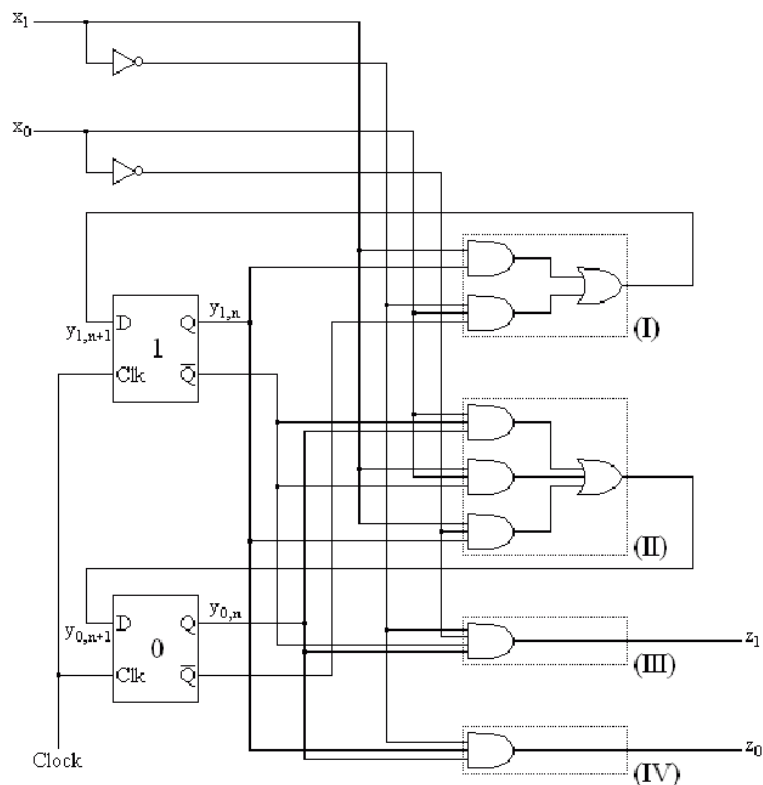 x1
x0
y1,n+1
D
Q
y1,n
1
Clk
Q̅
(I)
(II)
y0,n+1
D
Q
y0,n
0
Clk
Q̅
z1
(III)
Clock
z0
(IV)